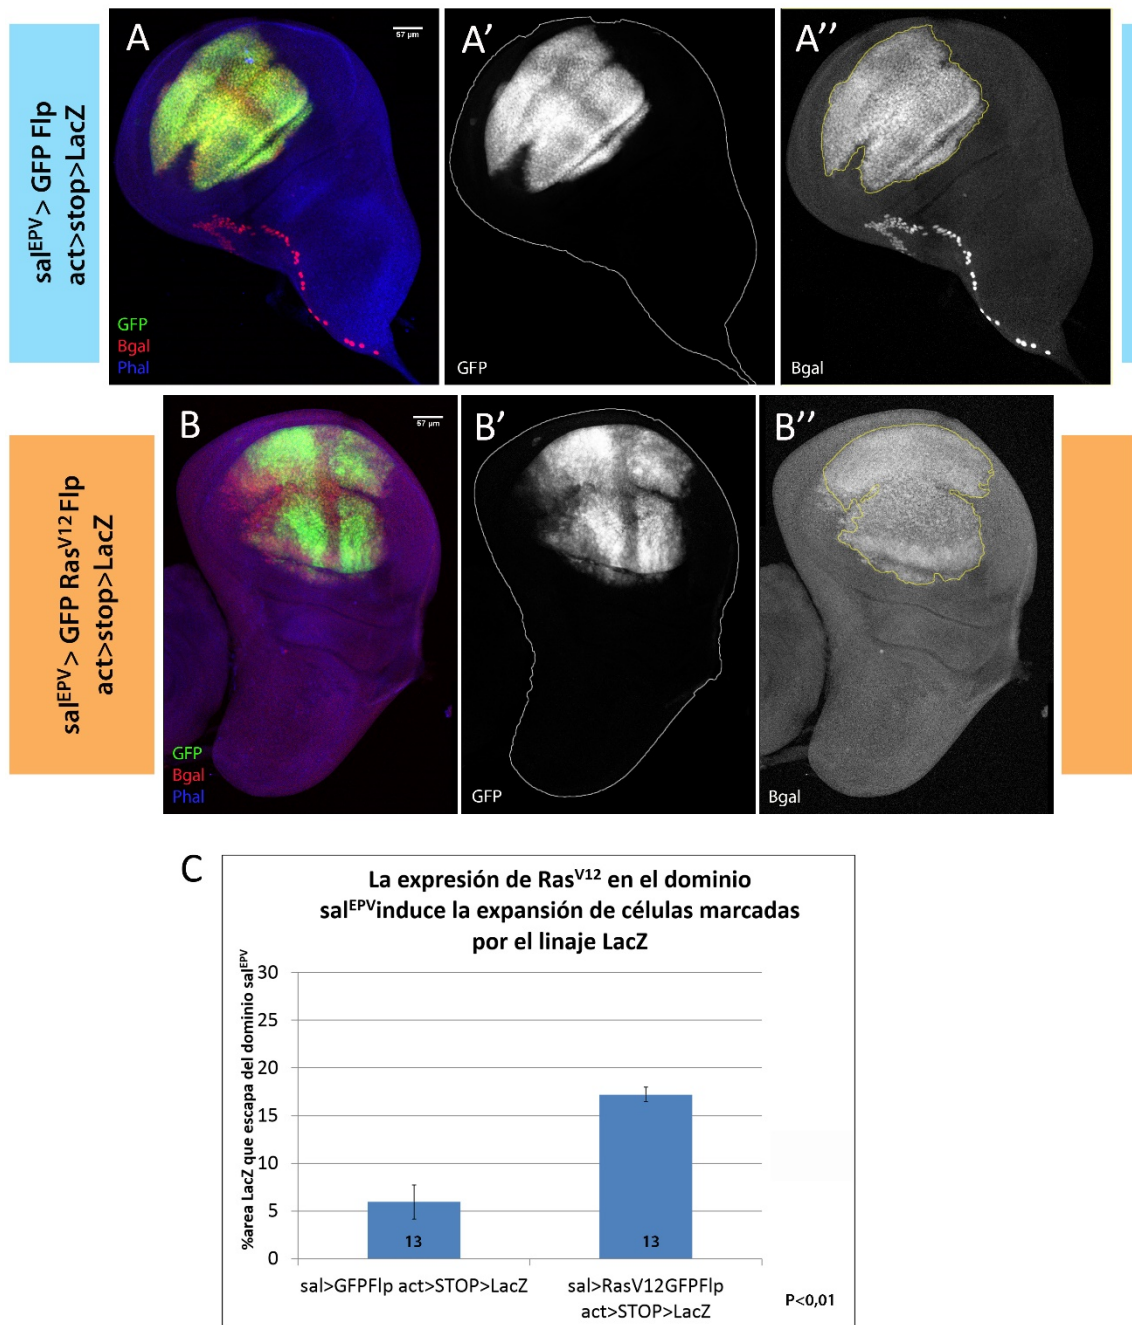 sal^EPV> GFP Flp
act>stop>LacZ
A
57 µm
GFP
Bgal
Phal
A'
GFP
A''
Bgal
sal^EPV> GFP Ras^V12 Flp
act>stop>LacZ
B
57 µm
GFP
Bgal
Phal
B'
GFP
B''
Bgal
C
La expresión de Ras^V12 en el dominio
sal^EPV induce la expansión de células marcadas
por el linaje LacZ
%area LacZ que escapa del dominio sal^EPV
30
25
20
15
10
5
0
13
13
sal>GFPFlp act>STOP>LacZ
sal>RasV12GFPFlp
act>STOP>LacZ
P<0,01